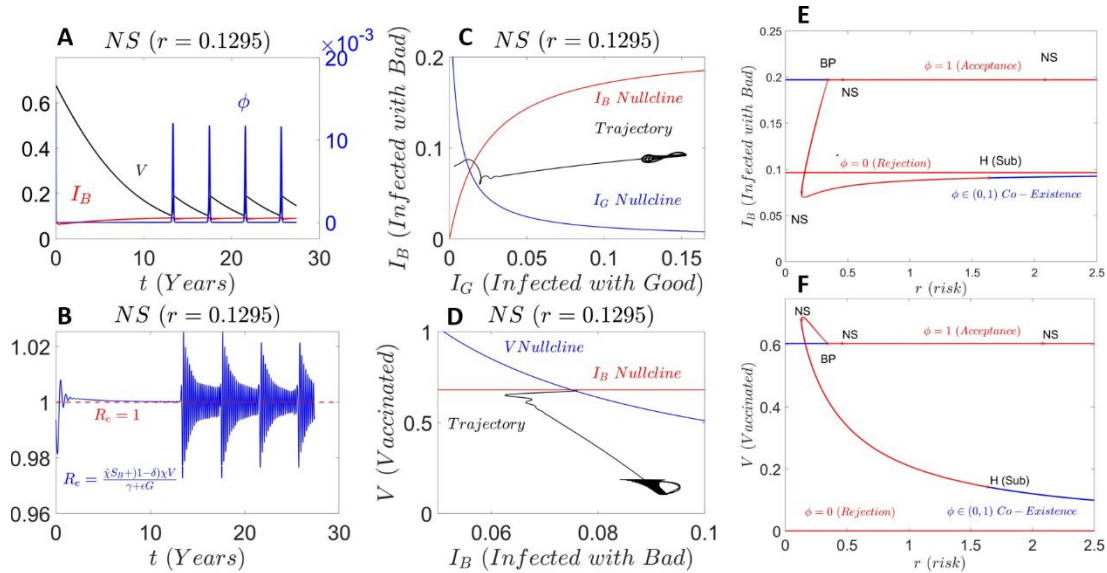 A
NS (r = 0.1295)
×10⁻³
0.6
0.4
0.2
0
10
0
φ
V
I_B
0
10
20
30
t (Years)
B
NS (r = 0.1295)
1.02
1
0.98
0.96
R_e = 1
R_e = χ̂S_B+)1−δ)χV / γ+ϵG
0
10
20
30
t (Years)
C
NS (r = 0.1295)
I_B (Infected with Bad)
0.2
0.1
0
I_B Nullcline
Trajectory
I_G Nullcline
0
0.05
0.1
0.15
I_G (Infected with Good)
D
NS (r = 0.1295)
V (Vaccinated)
1
0.5
0
V Nullcline
I_B Nullcline
Trajectory
0.06
0.08
0.1
I_B (Infected with Bad)
E
I_B (Infected with Bad)
0.25
0.2
0.15
0.1
0.05
0
BP
φ = 1 (Acceptance)
NS
NS
φ = 0 (Rejection)
H (Sub)
φ ∈ (0, 1) Co − Existence
NS
0
0.5
1
1.5
2
2.5
r (risk)
F
V (Vaccinated)
0.6
0.4
0.2
0
NS
NS
φ = 1 (Acceptance)
NS
BP
H (Sub)
φ = 0 (Rejection)
φ ∈ (0, 1) Co − Existence
0
0.5
1
1.5
2
2.5
r (risk)